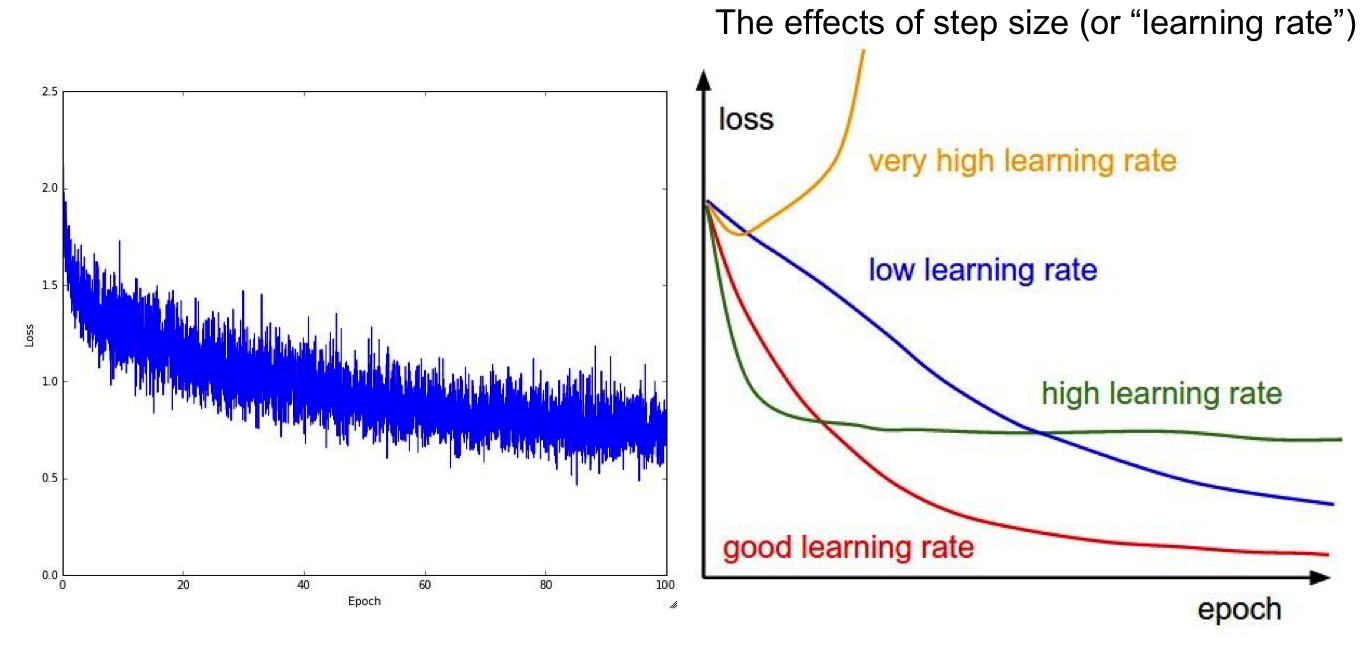 The effects of step size (or “learning rate”)
2.5
2.0
1.5
1.0
0.5
0.0
Loss
0
20
40
60
80
100
Epoch
loss
very high learning rate
low learning rate
high learning rate
good learning rate
epoch